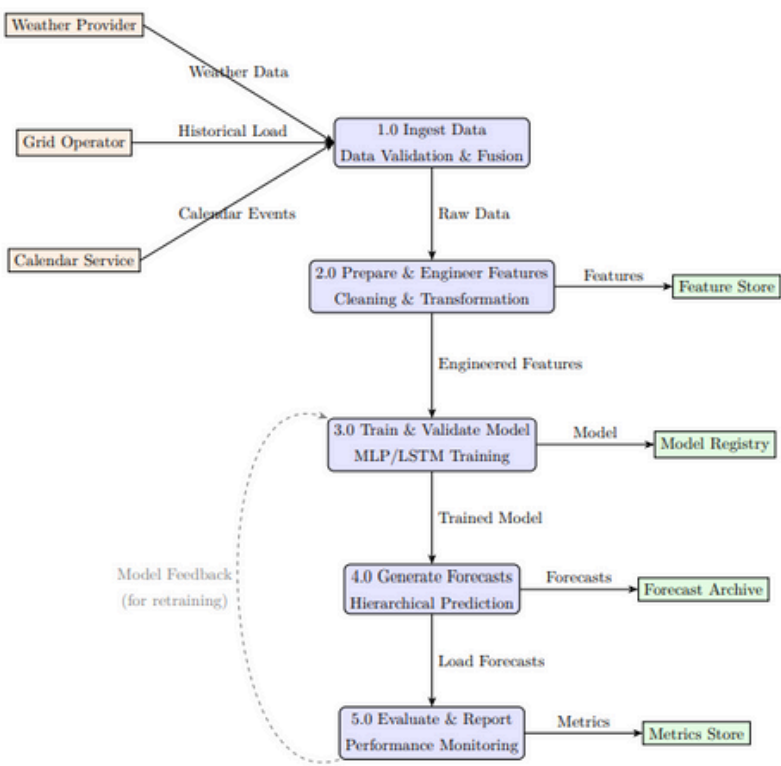 Weather Provider
Weather Data
Grid Operator
Historical Load
1.0 Ingest Data
Data Validation & Fusion
Calendar Events
Raw Data
Calendar Service
2.0 Prepare & Engineer Features
Cleaning & Transformation
Features
Feature Store
Engineered Features
3.0 Train & Validate Model
MLP/LSTM Training
Model
Model Registry
Trained Model
Model Feedback
(for retraining)
4.0 Generate Forecasts
Hierarchical Prediction
Forecasts
Forecast Archive
Load Forecasts
5.0 Evaluate & Report
Performance Monitoring
Metrics
Metrics Store